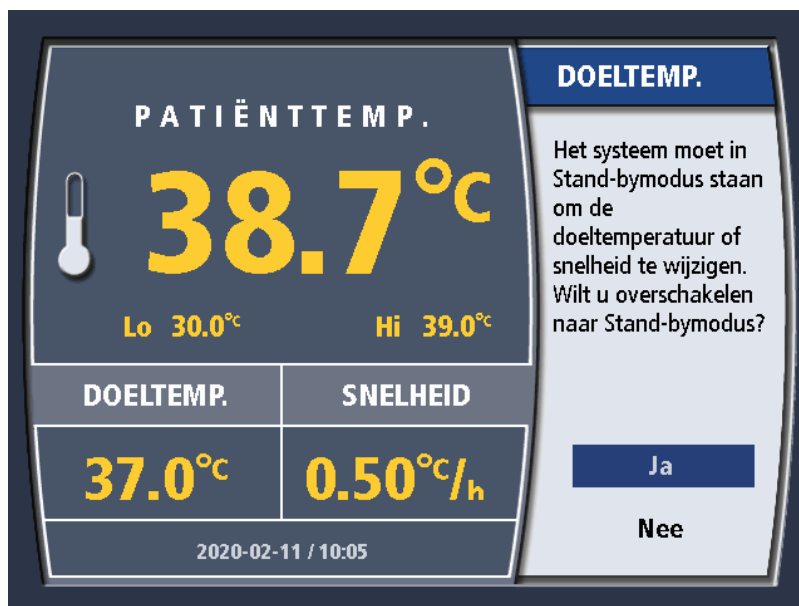 PATIËNTTEMP.
38.7°C
Lo 30.0°C
Hi 39.0°C
DOELTEMP.
SNELHEID
37.0°C
0.50°C/h
2020-02-11 / 10:05
DOELTEMP.
Het systeem moet in
Stand-bymodus staan
om de
doeltemperatuur of
snelheid te wijzigen.
Wilt u overschakelen
naar Stand-bymodus?
Ja
Nee